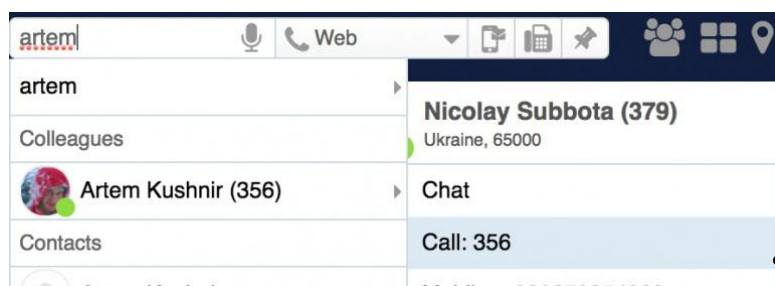 artem
Web
artem
Colleagues
Artem Kushnir (356)
Contacts
Nicolay Subbota (379)
Ukraine, 65000
Chat
Call: 356